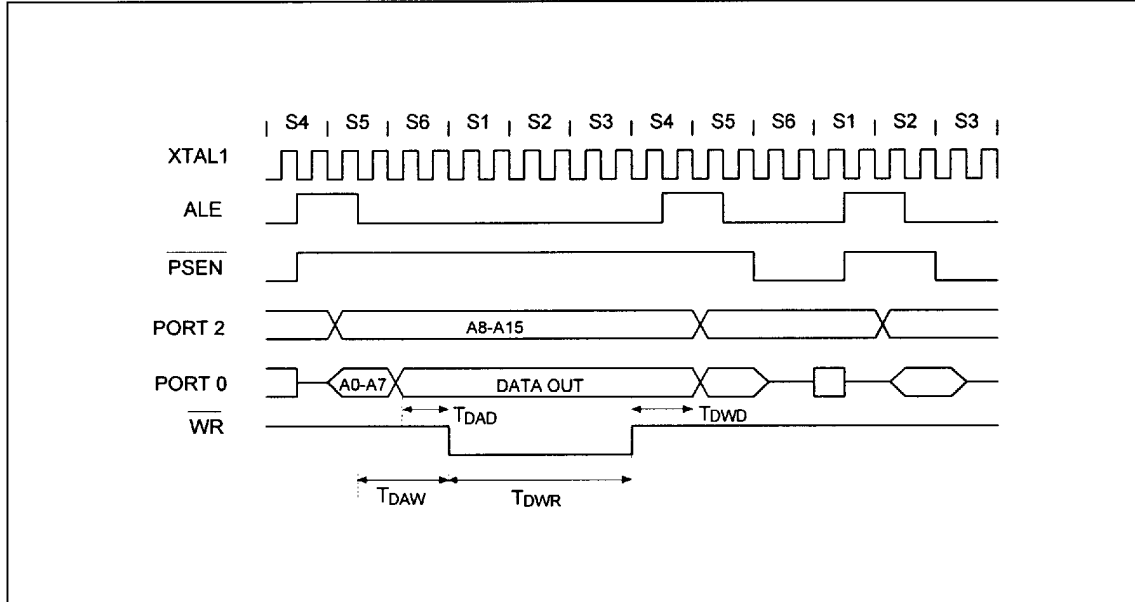 S4 S5 S6 S1 S2 S3 S4 S5 S6 S1 S2 S3
XTAL1
ALE
PSEN
PORT 2 A8-A15
PORT 0 A0-A7 DATA OUT
TDAD TDWD
WR
TDAW TDWR